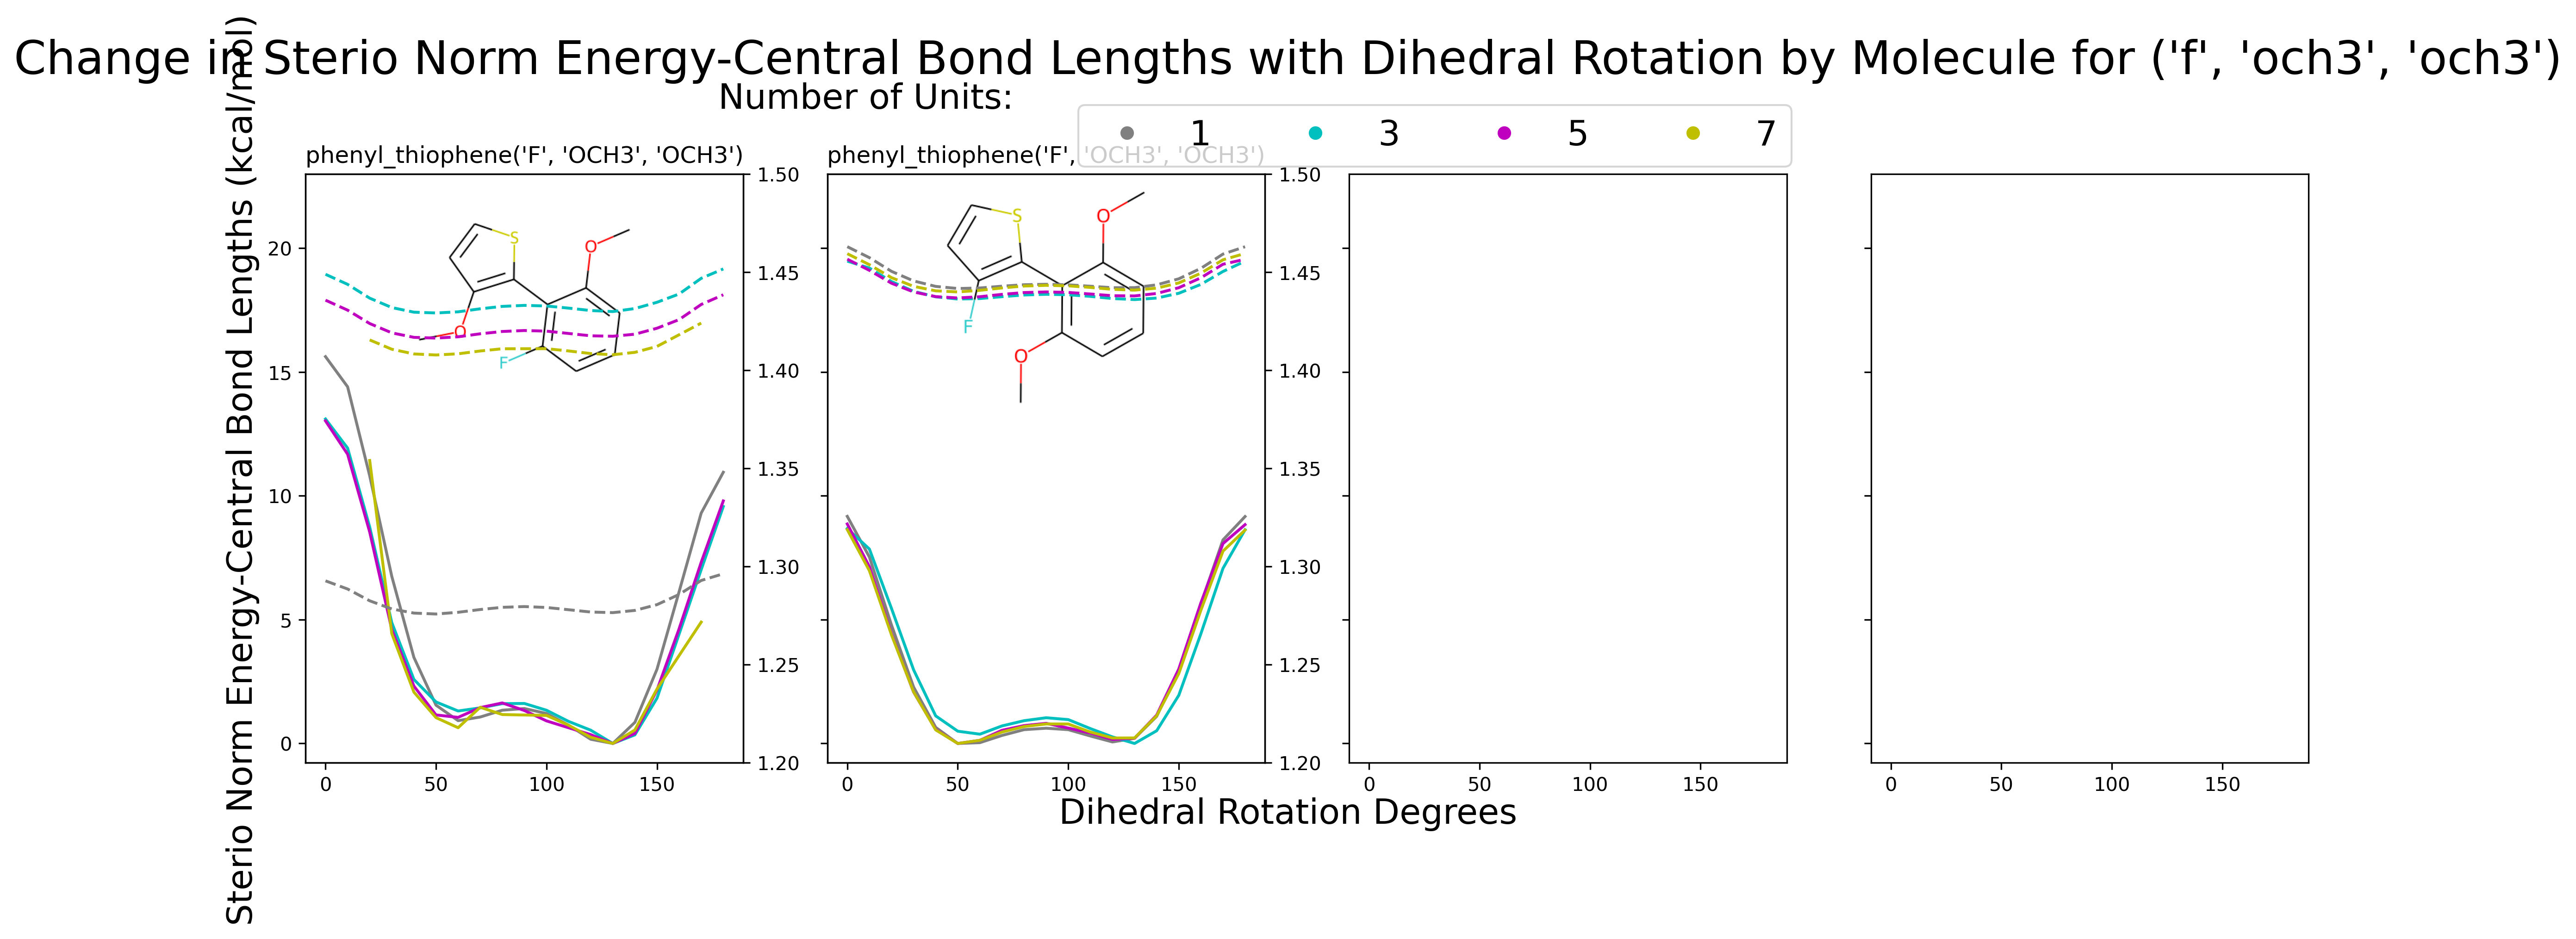 Change in Sterio Norm Energy-Central Bond Lengths with Dihedral Rotation by Molecule for ('f', 'och3', 'och3')
Number of Units:
1 3 5 7
phenyl_thiophene('F', 'OCH3', 'OCH3')
phenyl_thiophene('F', 'OCH3', 'OCH3')
Sterio Norm Energy-Central Bond Lengths (kcal/mol)
20
15
10
5
0
S
O
O
F
1.50
1.45
1.40
1.35
1.30
1.25
1.20
S
O
F
O
1.50
1.45
1.40
1.35
1.30
1.25
1.20
0 50 100 150
0 50 100 150
0 50 100 150
0 50 100 150
Dihedral Rotation Degrees